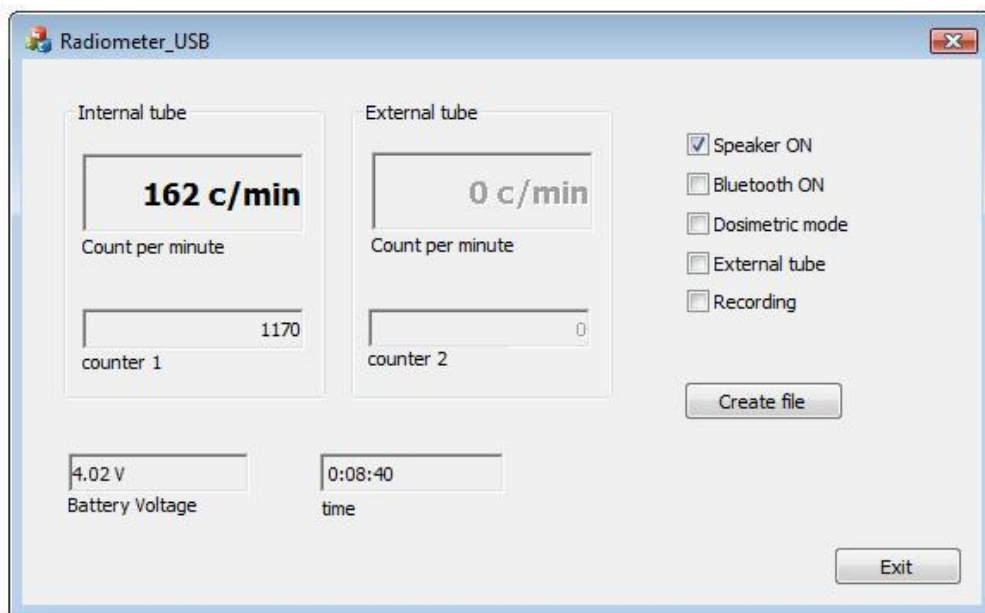 Radiometer_USB
Internal tube
162 c/min
Count per minute
1170
counter 1
External tube
0 c/min
Count per minute
0
counter 2
Speaker ON
Bluetooth ON
Dosimetric mode
External tube
Recording
Create file
4.02 V
Battery Voltage
0:08:40
time
Exit